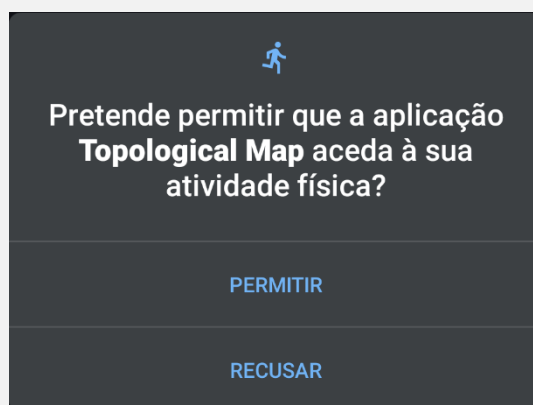 Pretende permitir que a aplicação
Topological Map aceda à sua
atividade física?
PERMITIR
RECUSAR